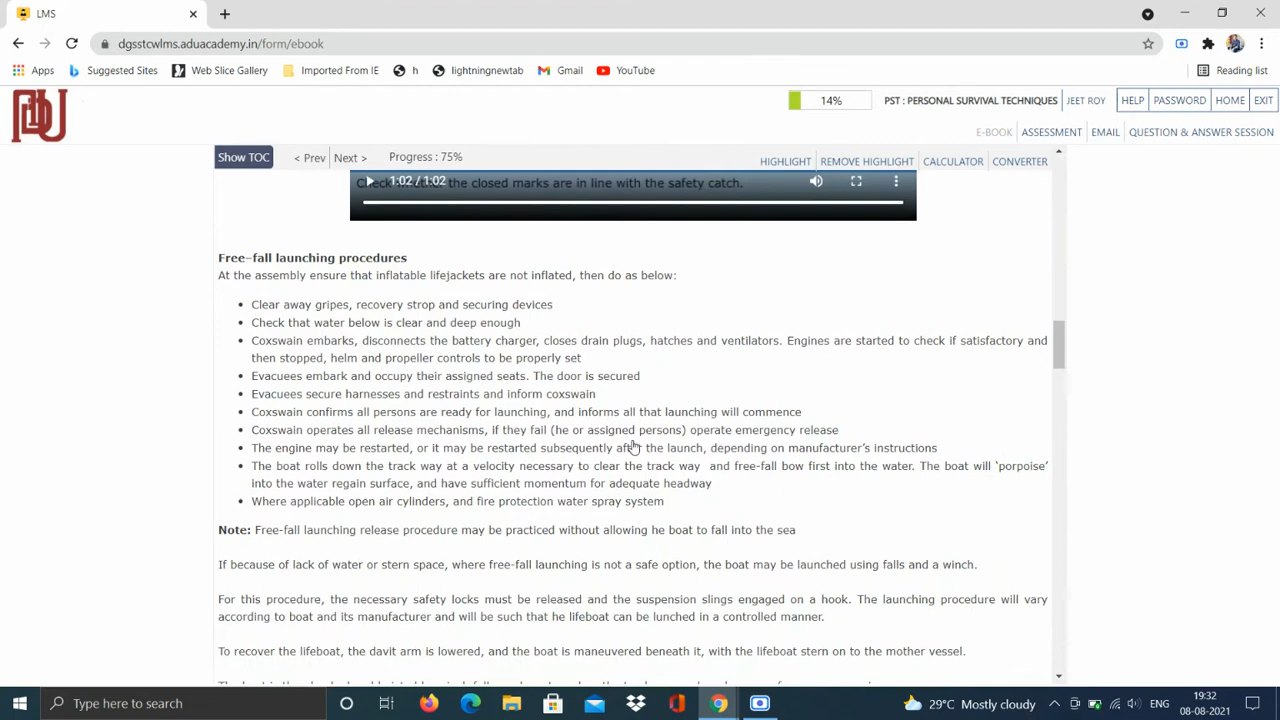 LMS
dgsstcwlms.aduacademy.in/form/ebook
Apps Suggested Sites Web Slice Gallery Imported From IE h lightningnewtab Gmail YouTube Reading list
ADU 14% PST : PERSONAL SURVIVAL TECHNIQUES JEET ROY HELP PASSWORD HOME EXIT
E-BOOK ASSESSMENT EMAIL QUESTION & ANSWER SESSION
Show TOC < Prev Next > Progress : 75% HIGHLIGHT REMOVE HIGHLIGHT CALCULATOR CONVERTER
Check whether the closed marks are in line with the safety catch.
1:02 / 1:02
Free–fall launching procedures
At the assembly ensure that inflatable lifejackets are not inflated, then do as below:
• Clear away gripes, recovery strop and securing devices
• Check that water below is clear and deep enough
• Coxswain embarks, disconnects the battery charger, closes drain plugs, hatches and ventilators. Engines are started to check if satisfactory and
then stopped, helm and propeller controls to be properly set
• Evacuees embark and occupy their assigned seats. The door is secured
• Evacuees secure harnesses and restraints and inform coxswain
• Coxswain confirms all persons are ready for launching, and informs all that launching will commence
• Coxswain operates all release mechanisms, if they fail (he or assigned persons) operate emergency release
• The engine may be restarted, or it may be restarted subsequently after the launch, depending on manufacturer's instructions
• The boat rolls down the track way at a velocity necessary to clear the track way and free-fall bow first into the water. The boat will ‘porpoise’
into the water regain surface, and have sufficient momentum for adequate headway
• Where applicable open air cylinders, and fire protection water spray system
Note: Free-fall launching release procedure may be practiced without allowing he boat to fall into the sea
If because of lack of water or stern space, where free-fall launching is not a safe option, the boat may be launched using falls and a winch.
For this procedure, the necessary safety locks must be released and the suspension slings engaged on a hook. The launching procedure will vary
according to boat and its manufacturer and will be such that he lifeboat can be lunched in a controlled manner.
To recover the lifeboat, the davit arm is lowered, and the boat is maneuvered beneath it, with the lifeboat stern on to the mother vessel.
Type here to search 29°C Mostly cloudy ENG 19:32
08-08-2021